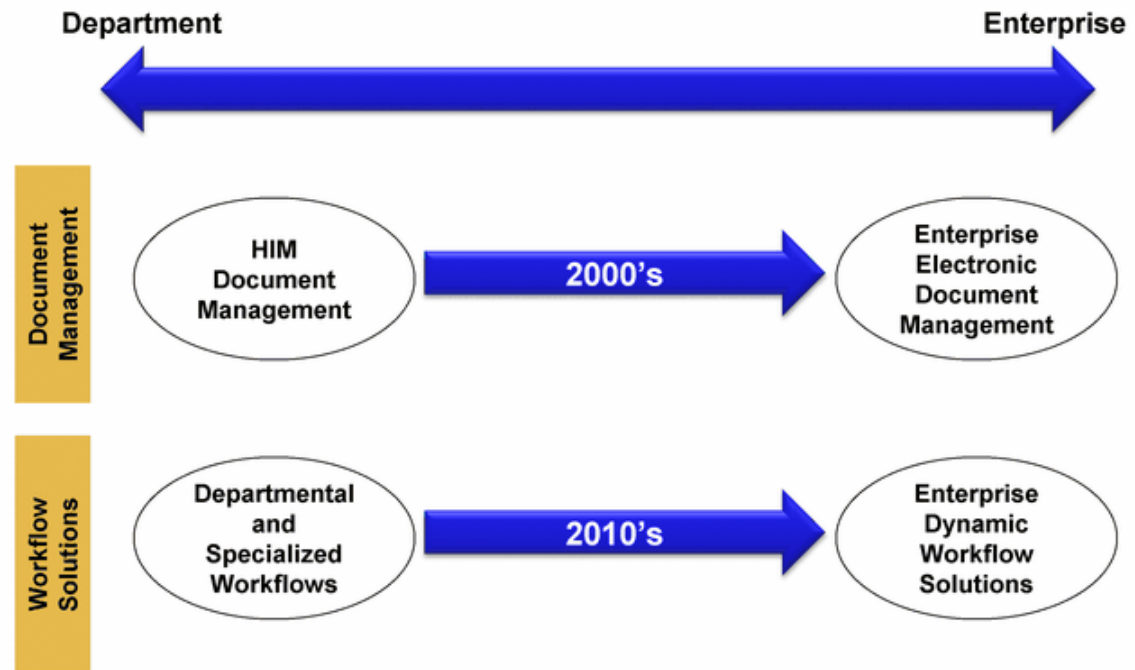 Department
Enterprise
Document
Management
HIM
Document
Management
2000's
Enterprise
Electronic
Document
Management
Workflow
Solutions
Departmental
and
Specialized
Workflows
2010's
Enterprise
Dynamic
Workflow
Solutions